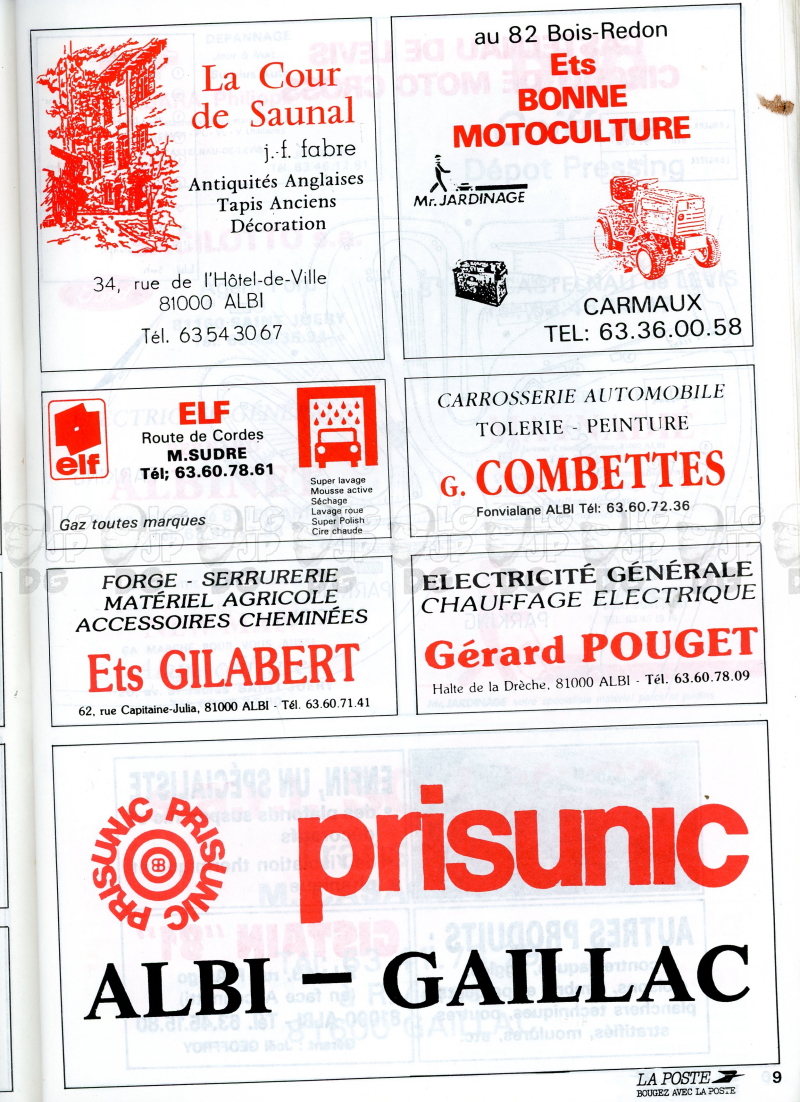 La Cour
de Saunal
j.-f. fabre
Antiquités Anglaises
Tapis Anciens
Décoration
34, rue de l'Hôtel-de-Ville
81000 ALBI
Tél. 63 54 30 67
au 82 Bois-Redon
Ets
BONNE
MOTOCULTURE
Mr. JARDINAGE
CARMAUX
TEL: 63.36.00.58
elf
ELF
Route de Cordes
M.SUDRE
Tél; 63.60.78.61
Gaz toutes marques
Super lavage
Mousse active
Séchage
Lavage roue
Super Polish
Cire chaude
CARROSSERIE AUTOMOBILE
TOLERIE - PEINTURE
G. COMBETTES
Fonvialane ALBI Tél: 63.60.72.36
FORGE - SERRURERIE
MATÉRIEL AGRICOLE
ACCESSOIRES CHEMINÉES
Ets GILABERT
62, rue Capitaine-Julia, 81000 ALBI - Tél. 63.60.71.41
ELECTRICITÉ GÉNÉRALE
CHAUFFAGE ELECTRIQUE
Gérard POUGET
Halte de la Drèche, 81000 ALBI - Tél. 63.60.78.09
PRISUNIC PRISUNIC PRISUNIC
prisunic
ALBI – GAILLAC
LA POSTE
BOUGEZ AVEC LA POSTE
9